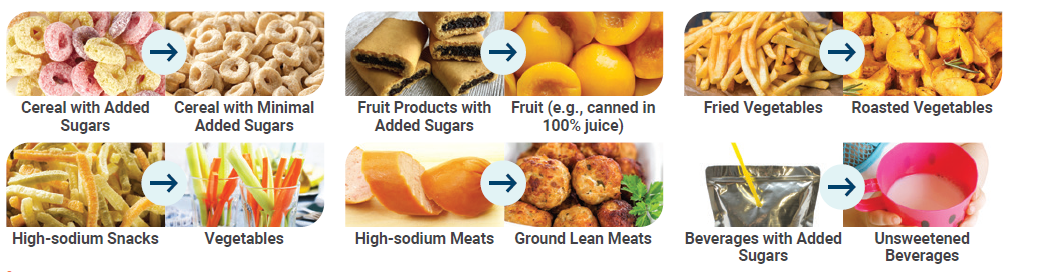 Cereal with Added
Sugars
Cereal with Minimal
Added Sugars
Fruit Products with
Added Sugars
Fruit (e.g., canned in
100% juice)
Fried Vegetables
Roasted Vegetables
High-sodium Snacks
Vegetables
High-sodium Meats
Ground Lean Meats
Beverages with Added
Sugars
Unsweetened
Beverages